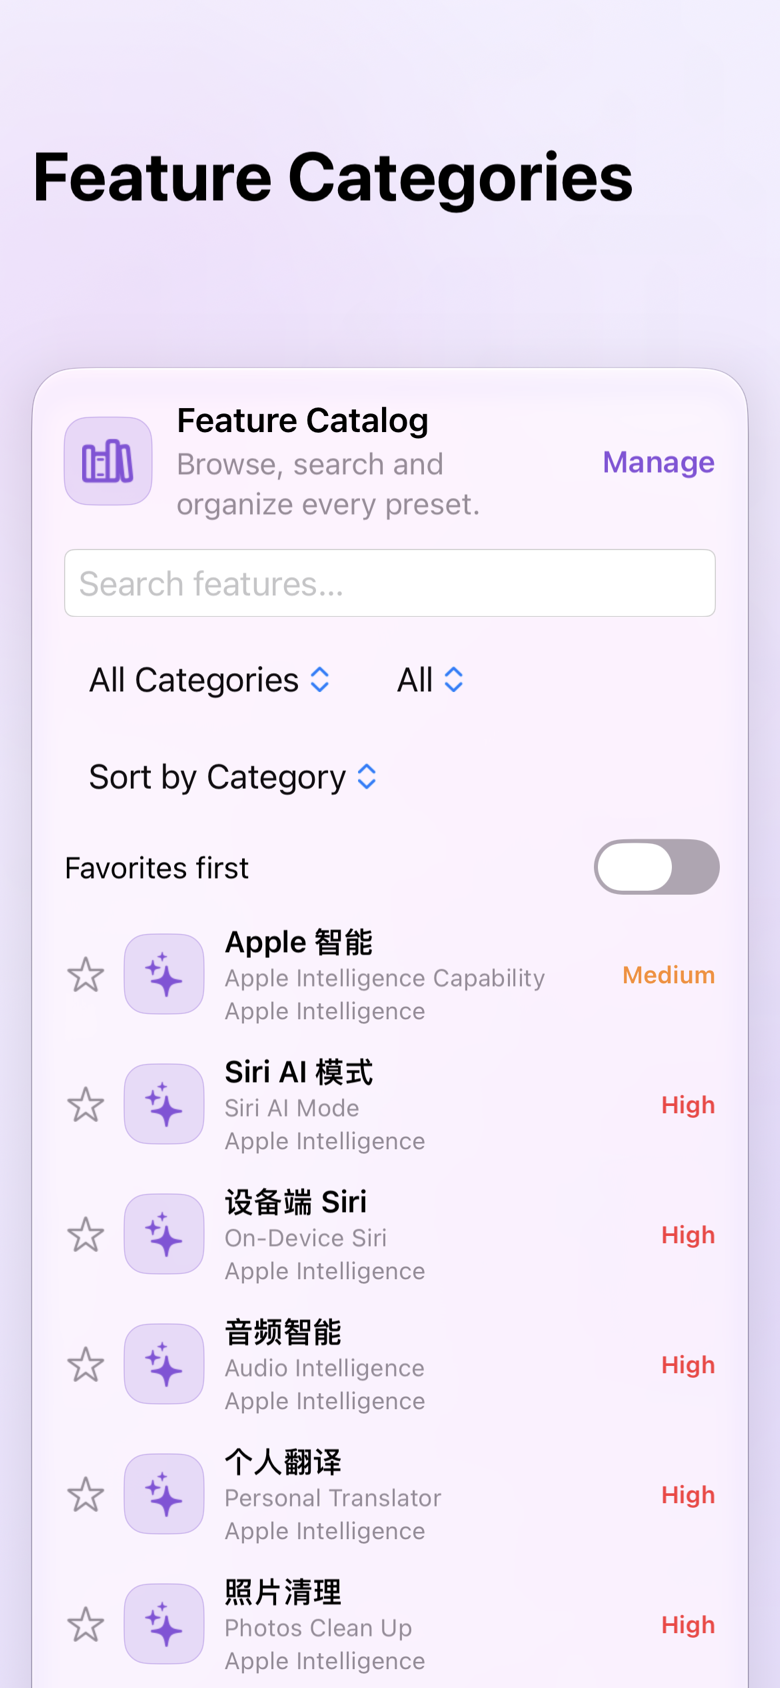 Feature Categories
Feature Catalog
Browse, search and
organize every preset.
Manage
Search features...
All Categories
All
Sort by Category
Favorites first
Apple 智能
Apple Intelligence Capability
Apple Intelligence
Medium
Siri AI 模式
Siri AI Mode
Apple Intelligence
High
设备端 Siri
On-Device Siri
Apple Intelligence
High
音频智能
Audio Intelligence
Apple Intelligence
High
个人翻译
Personal Translator
Apple Intelligence
High
照片清理
Photos Clean Up
Apple Intelligence
High